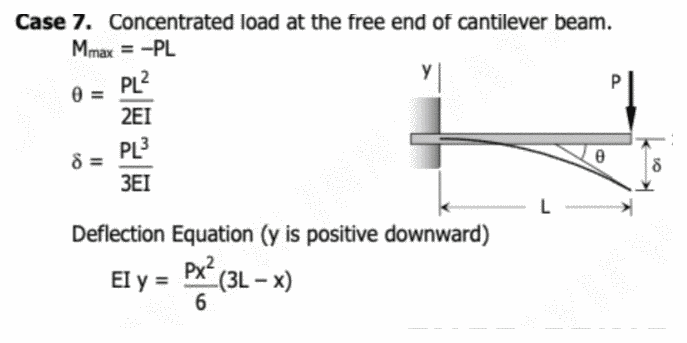 Case 7. Concentrated load at the free end of cantilever beam.
Mmax = –PL
θ = PL²
2EI
δ = PL³
3EI
y
P
θ
δ
L
Deflection Equation (y is positive downward)
EI y = Px²
6
(3L – x)